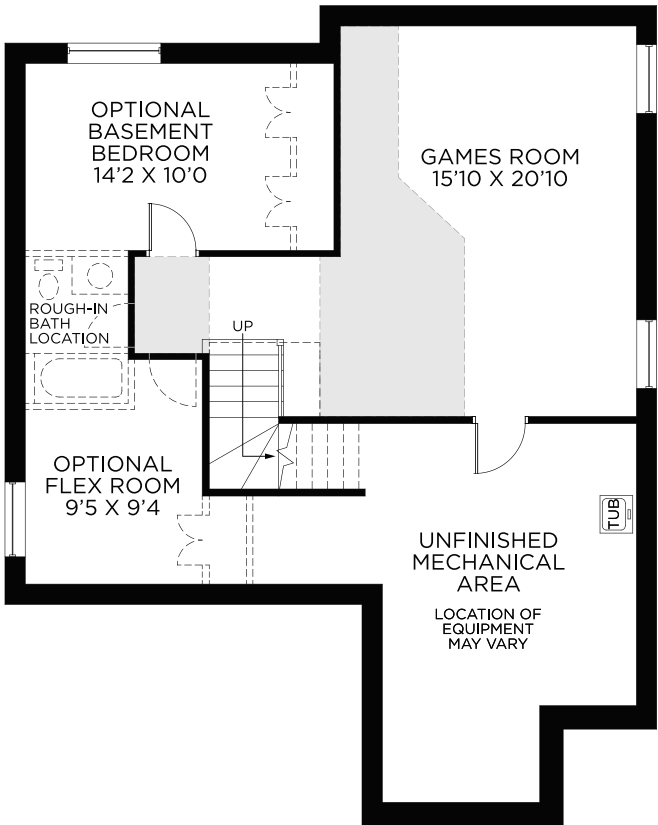 OPTIONAL
BASEMENT
BEDROOM
14'2 X 10'0
GAMES ROOM
15'10 X 20'10
ROUGH-IN
BATH
LOCATION
UP
OPTIONAL
FLEX ROOM
9'5 X 9'4
TUB
UNFINISHED
MECHANICAL
AREA
LOCATION OF
EQUIPMENT
MAY VARY